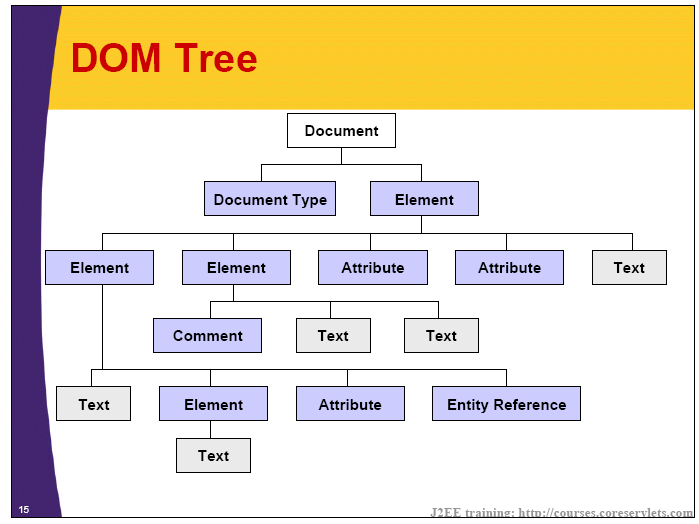 DOM Tree
Document
Document Type
Element
Element
Element
Attribute
Attribute
Text
Comment
Text
Text
Text
Element
Attribute
Entity Reference
Text
15
J2EE training: http://courses.coreservlets.com